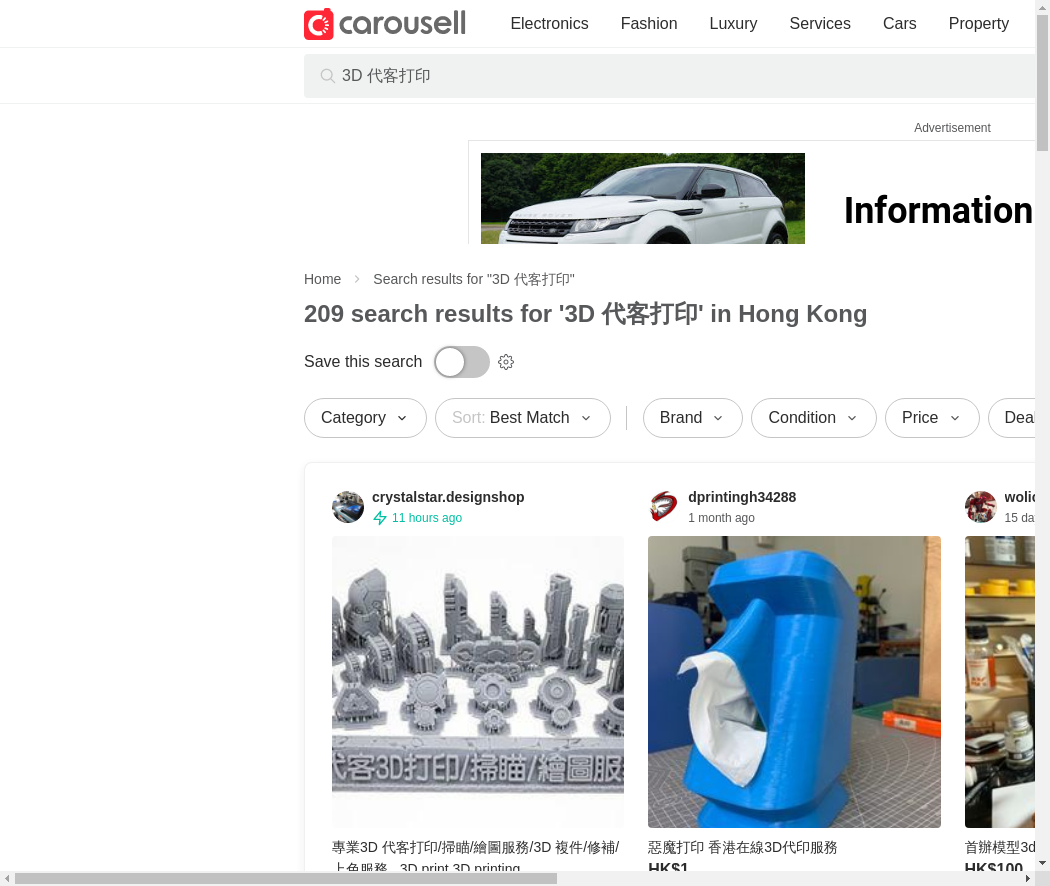 carousell
Electronics
Fashion
Luxury
Services
Cars
Property
3D 代客打印
Advertisement
Information
Home
Search results for "3D 代客打印"
209 search results for '3D 代客打印' in Hong Kong
Save this search
Category
Sort: Best Match
Brand
Condition
Price
Deal
crystalstar.designshop
11 hours ago
代客3D打印/掃瞄/繪圖服
專業3D 代客打印/掃瞄/繪圖服務/3D 複件/修補/
上色服務 3D print 3D printing
dprintingh34288
1 month ago
惡魔打印 香港在線3D代印服務
HK$1
15 da
首辦模型3d
HK$100